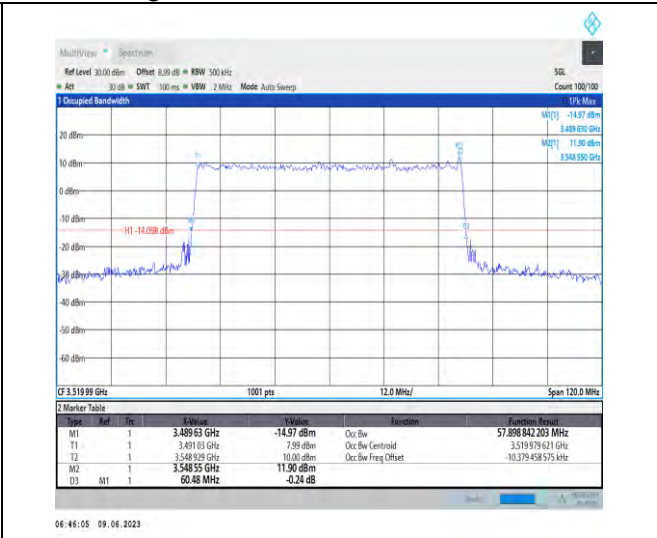 MultiView Spectrum
Ref Level 30.00 dBm Offset 8.99 dB RBW 500 kHz SGL
Att 30 dB SWT 100 ms VBW 2 MHz Mode Auto Sweep Count 100/100
1 Occupied Bandwidth 1Pk Max
M1[1] -14.97 dBm
3.489 630 GHz
M2[1] 11.90 dBm
3.548 550 GHz
20 dBm
10 dBm
0 dBm
-10 dBm
H1 -14.098 dBm
-20 dBm
-30 dBm
-40 dBm
-50 dBm
-60 dBm
T1
CF 3.519 99 GHz 1001 pts 12.0 MHz/ Span 120.0 MHz
2 Marker Table
Type Ref Trc X-Value Y-Value Function Function Result
M1 1 3.489 63 GHz -14.97 dBm Occ Bw 57.898 842 203 MHz
T1 1 3.491 03 GHz 7.99 dBm Occ Bw Centroid 3.519 979 621 GHz
T2 1 3.548 929 GHz 10.00 dBm Occ Bw Freq Offset -10.379 458 575 kHz
M2 1 3.548 55 GHz 11.90 dBm
D3 M1 1 60.48 MHz -0.24 dB
06:46:05 09.06.2023